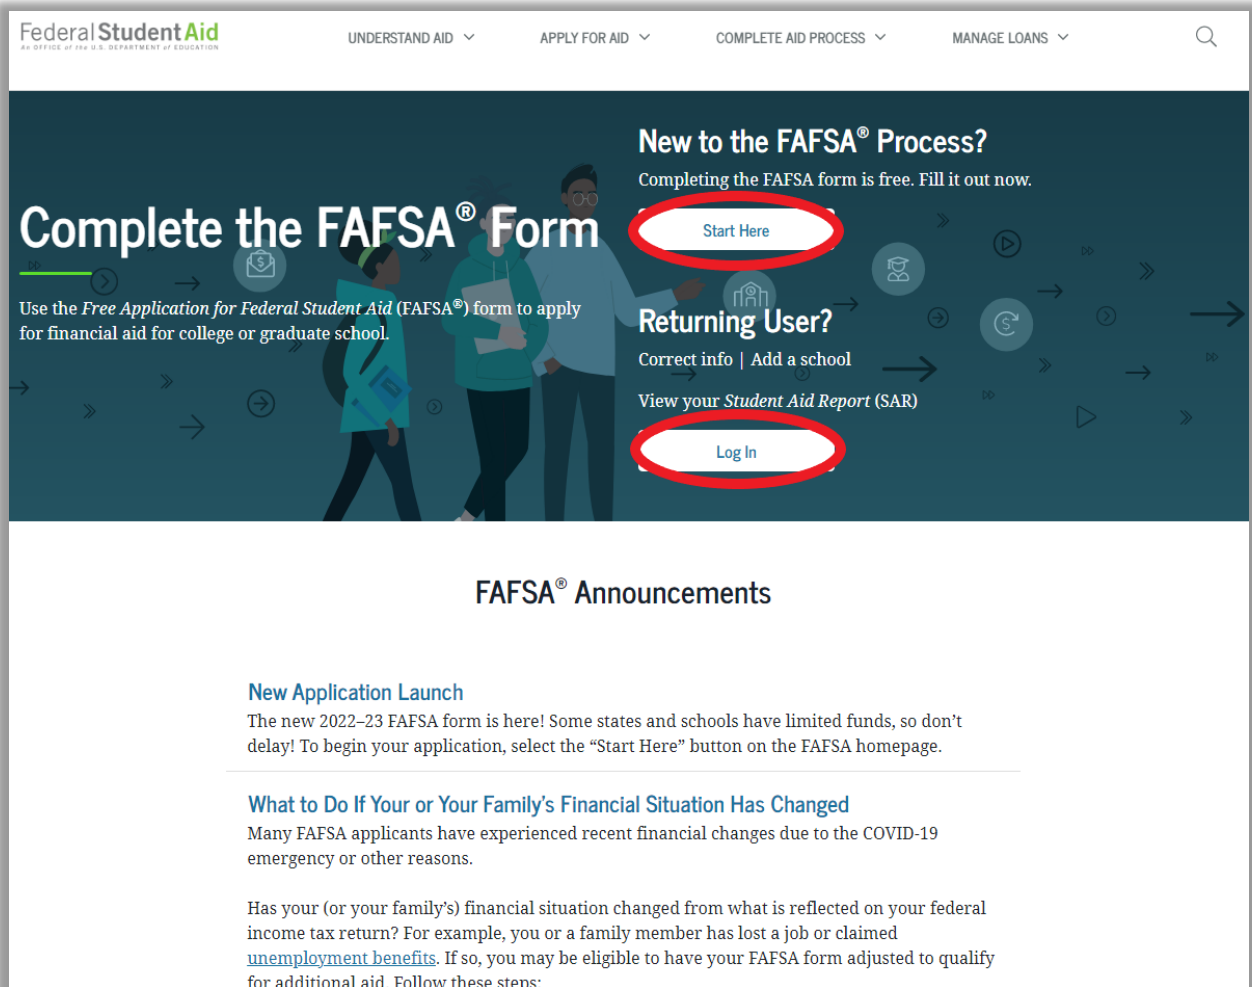 Federal Student Aid
An OFFICE of the U.S. DEPARTMENT of EDUCATION
UNDERSTAND AID
APPLY FOR AID
COMPLETE AID PROCESS
MANAGE LOANS
Complete the FAFSA® Form
Use the Free Application for Federal Student Aid (FAFSA®) form to apply
for financial aid for college or graduate school.
New to the FAFSA® Process?
Completing the FAFSA form is free. Fill it out now.
Start Here
Returning User?
Correct info | Add a school
View your Student Aid Report (SAR)
Log In
FAFSA® Announcements
New Application Launch
The new 2022–23 FAFSA form is here! Some states and schools have limited funds, so don’t
delay! To begin your application, select the “Start Here” button on the FAFSA homepage.
What to Do If Your or Your Family’s Financial Situation Has Changed
Many FAFSA applicants have experienced recent financial changes due to the COVID-19
emergency or other reasons.
Has your (or your family’s) financial situation changed from what is reflected on your federal
income tax return? For example, you or a family member has lost a job or claimed
unemployment benefits. If so, you may be eligible to have your FAFSA form adjusted to qualify
for additional aid. Follow these steps: